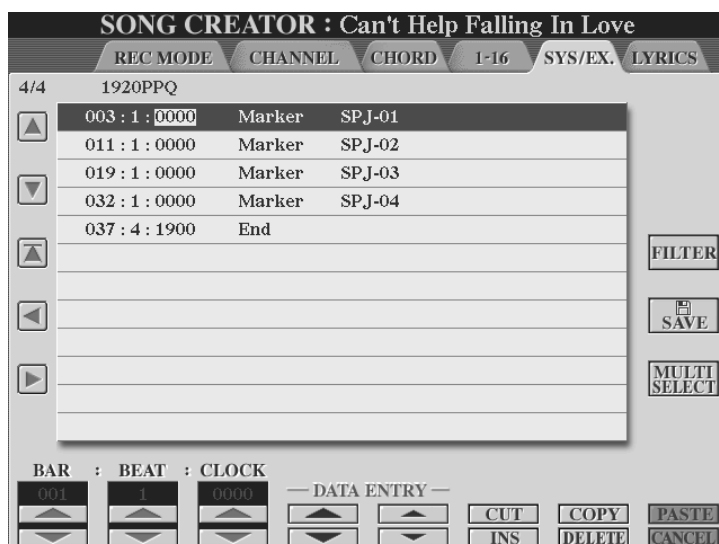 SONG CREATOR : Can't Help Falling In Love
REC MODE CHANNEL CHORD 1-16 SYS/EX. LYRICS
4/4 1920PPQ
003 : 1 : 0000 Marker SPJ-01
011 : 1 : 0000 Marker SPJ-02
019 : 1 : 0000 Marker SPJ-03
032 : 1 : 0000 Marker SPJ-04
037 : 4 : 1900 End
FILTER
SAVE
MULTI
SELECT
BAR : BEAT : CLOCK
001 1 0000
DATA ENTRY
CUT COPY PASTE
INS DELETE CANCEL